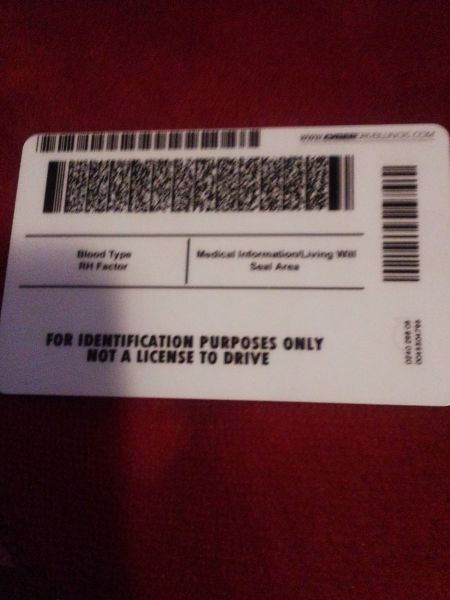 Blood Type
RH Factor
Medical Information/Living Will
Seal Area
FOR IDENTIFICATION PURPOSES ONLY
NOT A LICENSE TO DRIVE